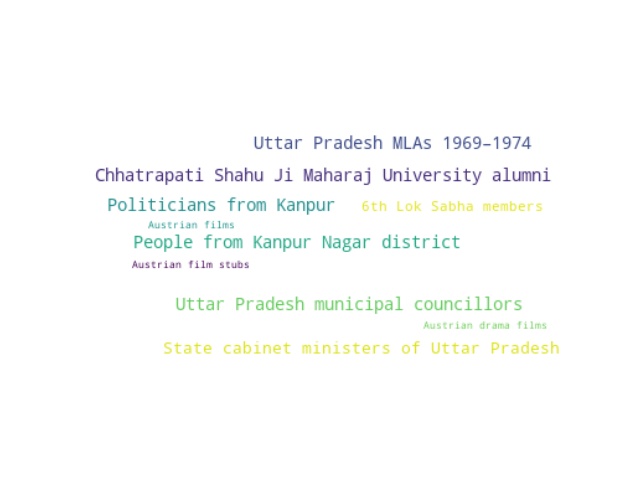 Uttar Pradesh MLAs 1969–1974
Chhatrapati Shahu Ji Maharaj University alumni
Politicians from Kanpur 6th Lok Sabha members
Austrian films
People from Kanpur Nagar district
Austrian film stubs
Uttar Pradesh municipal councillors
Austrian drama films
State cabinet ministers of Uttar Pradesh